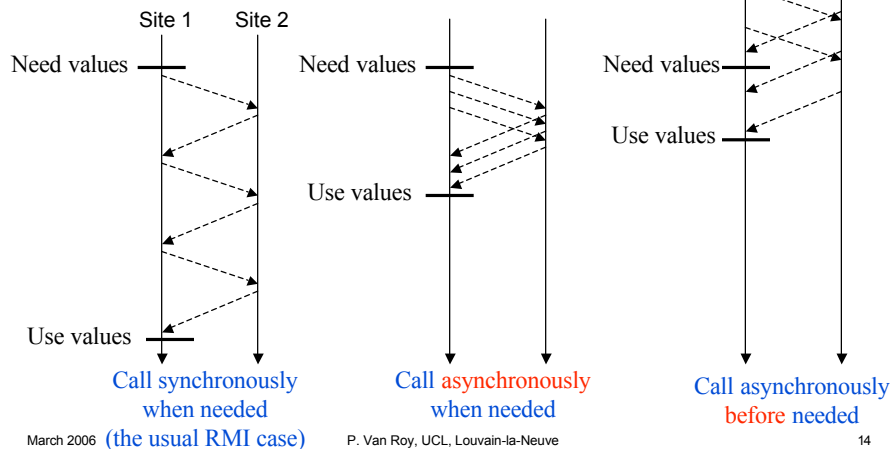 Site 1 Site 2
Need values
Use values
Call synchronously
when needed
(the usual RMI case)
Need values
Use values
Call asynchronously
when needed
Need values
Use values
Call asynchronously
before needed
March 2006 P. Van Roy, UCL, Louvain-la-Neuve 14